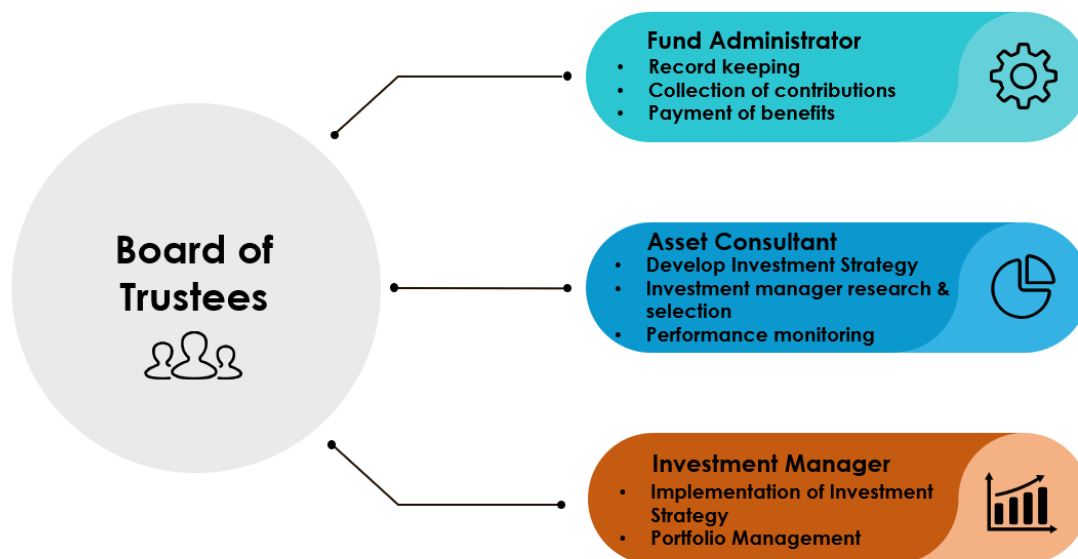 Board of
Trustees
Fund Administrator
• Record keeping
• Collection of contributions
• Payment of benefits
Asset Consultant
• Develop Investment Strategy
• Investment manager research &
selection
• Performance monitoring
Investment Manager
• Implementation of Investment
Strategy
• Portfolio Management